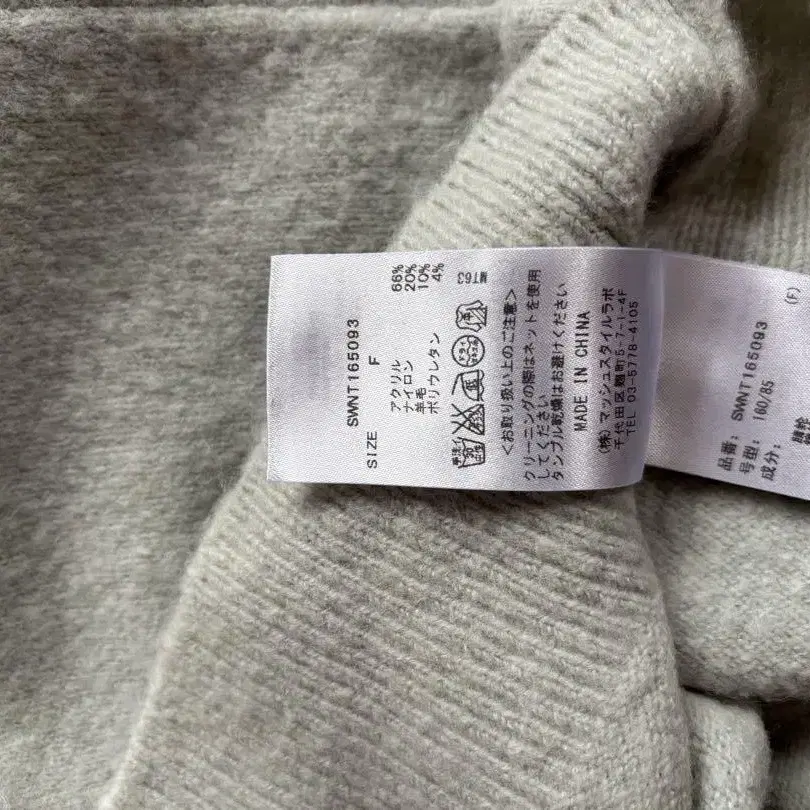 SWNT165093
SIZE F
アクリル 66%
ナイロン 20%
羊毛 10%
ポリウレタン 4%
MT63
<お取り扱い上のご注意>
クリーニングの際はネットを使用
してください
タンブル乾燥はお避けください
MADE IN CHINA
(株)マッシュスタイルラボ
千代田区麹町5-7-1-4F
TEL 03-5778-4105
品番: SWNT165093
号型: 160/85 (F)
成分: